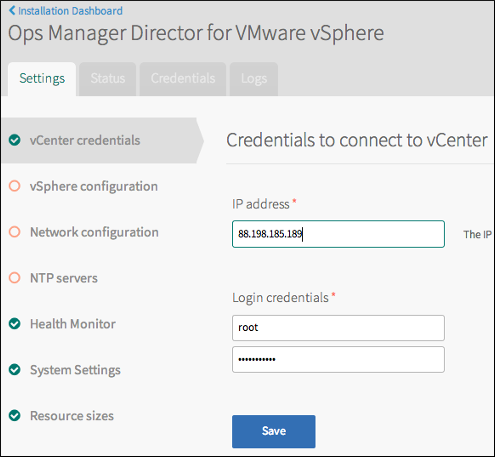 Installation Dashboard
Ops Manager Director for VMware vSphere
Settings
Status
Credentials
Logs
vCenter credentials
vSphere configuration
Network configuration
NTP servers
Health Monitor
System Settings
Resource sizes
Credentials to connect to vCenter
IP address *
88.198.185.189
The IP
Login credentials *
root
•••••••••••
Save